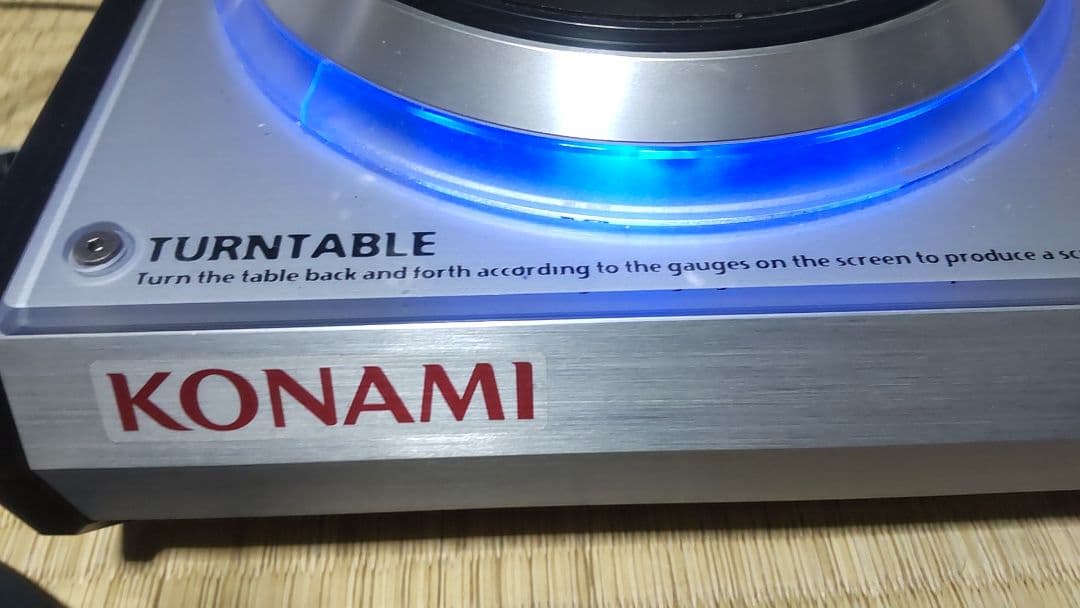 TURNTABLE
Turn the table back and forth according to the gauges on the screen to produce a
KONAMI